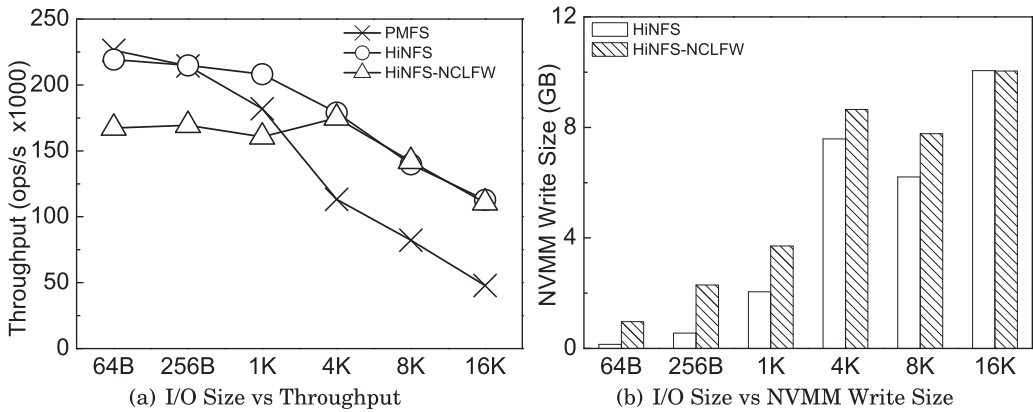 250
200
150
100
50
0
Throughput (ops/s x1000)
PMFS
HiNFS
HiNFS-NCLFW
64B 256B 1K 4K 8K 16K
(a) I/O Size vs Throughput
12
8
4
0
NVMM Write Size (GB)
HiNFS
HiNFS-NCLFW
64B 256B 1K 4K 8K 16K
(b) I/O Size vs NVMM Write Size